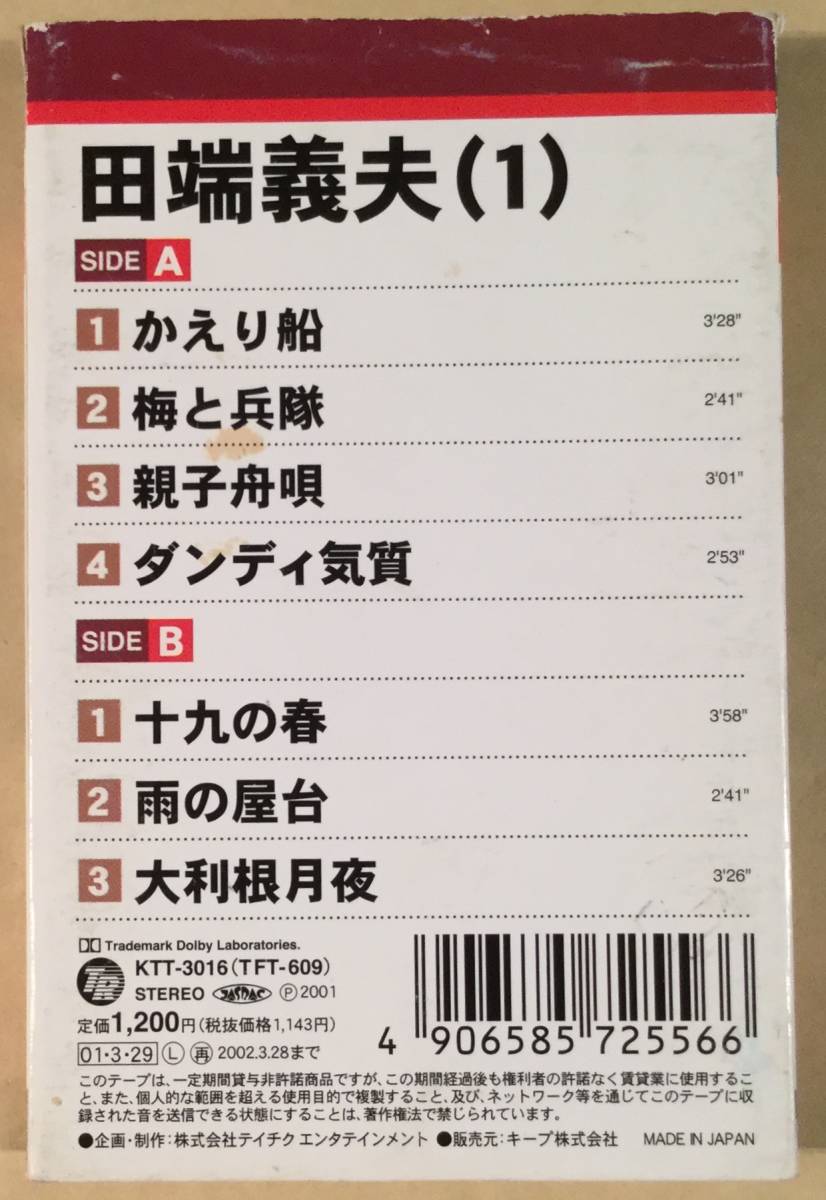 田端義夫(1)
SIDE A
1 かえり船 3'28"
2 梅と兵隊 2'41"
3 親子舟唄 3'01"
4 ダンディ気質 2'53"
SIDE B
1 十九の春 3'58"
2 雨の屋台 2'41"
3 大利根月夜 3'26"
Trademark Dolby Laboratories.
KTT-3016(TFT-609)
STEREO JASRAC Ⓟ2001
定価1,200円(税抜価格1,143円)
01・3・29 Ⓛ ㊢ 2002.3.28まで
4 906585 725566
このテープは、一定期間貸与非許諾商品ですが、この期間経過後も権利者の許諾なく賃貸業に使用するこ
と、また、個人的な範囲を超える使用目的で複製すること、及び、ネットワーク等を通じてこのテープに収
録された音を送信できる状態にすることは、著作権法で禁じられています。
●企画・制作:株式会社テイチクエンタテインメント ●販売元:キープ株式会社 MADE IN JAPAN